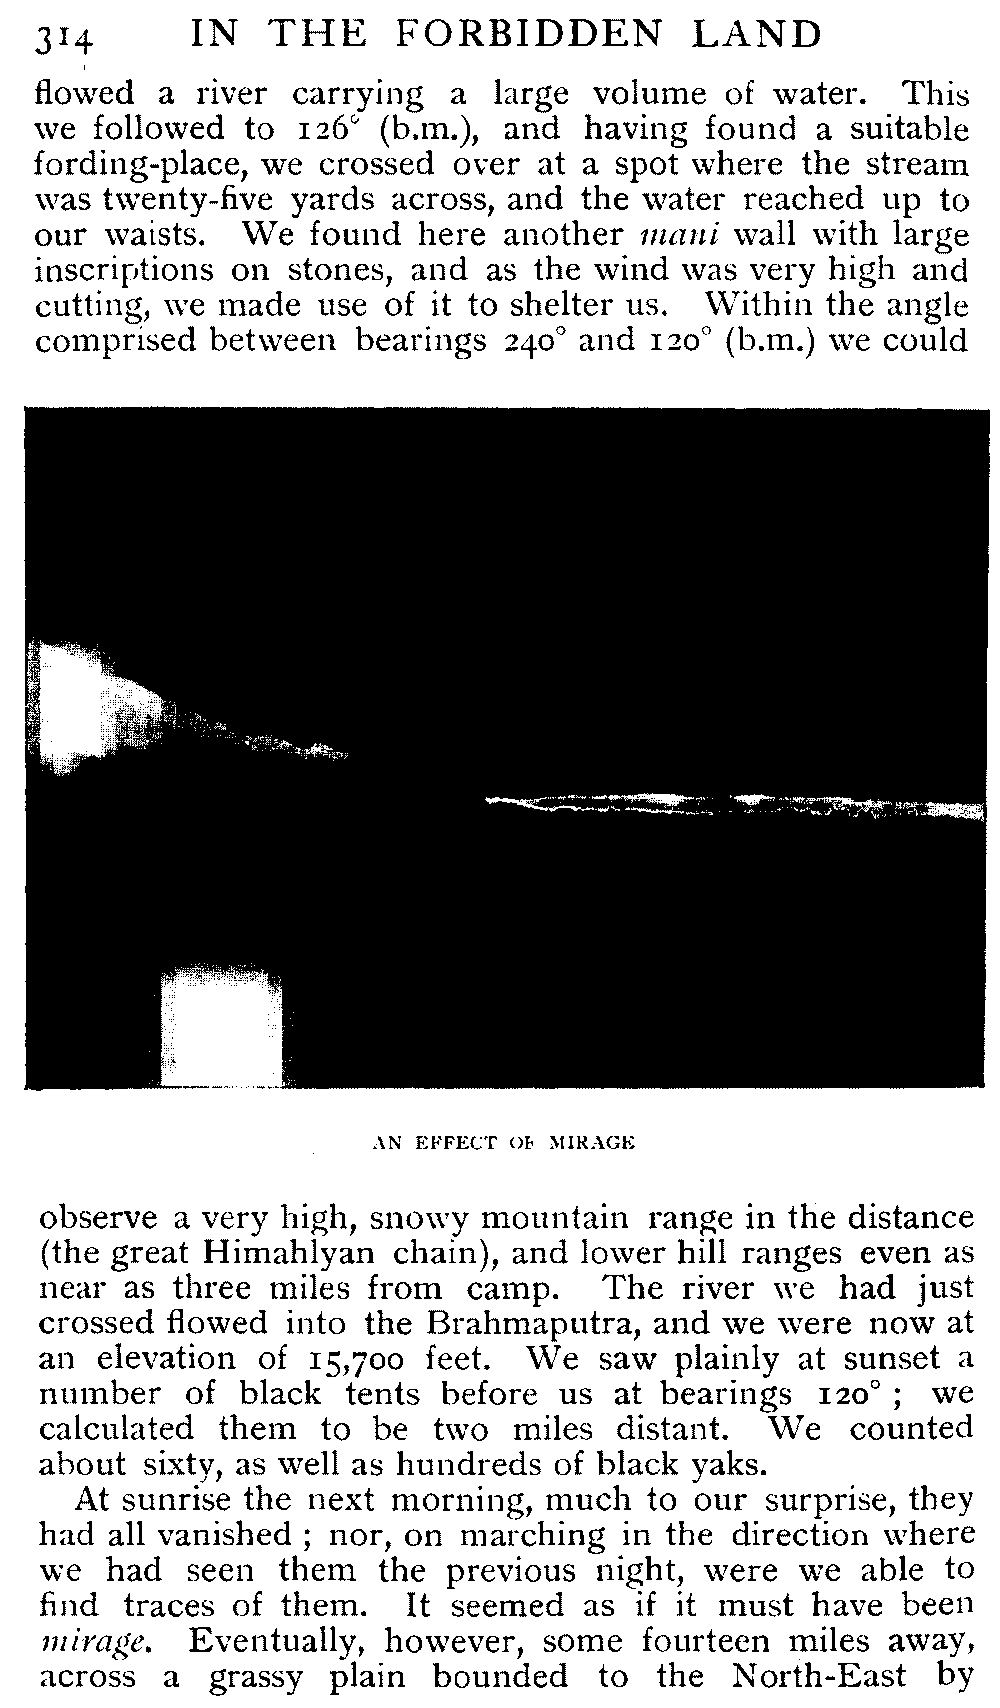 314 IN THE FORBIDDEN LAND
flowed a river carrying a large volume of water. This
we followed to 126° (b.m.), and having found a suitable
fording-place, we crossed over at a spot where the stream
was twenty-five yards across, and the water reached up to
our waists. We found here another mani wall with large
inscriptions on stones, and as the wind was very high and
cutting, we made use of it to shelter us. Within the angle
comprised between bearings 240° and 120° (b.m.) we could
AN EFFECT OF MIRAGE
observe a very high, snowy mountain range in the distance
(the great Himahlyan chain), and lower hill ranges even as
near as three miles from camp. The river we had just
crossed flowed into the Brahmaputra, and we were now at
an elevation of 15,700 feet. We saw plainly at sunset a
number of black tents before us at bearings 120° ; we
calculated them to be two miles distant. We counted
about sixty, as well as hundreds of black yaks.
At sunrise the next morning, much to our surprise, they
had all vanished ; nor, on marching in the direction where
we had seen them the previous night, were we able to
find traces of them. It seemed as if it must have been
mirage. Eventually, however, some fourteen miles away,
across a grassy plain bounded to the North-East by